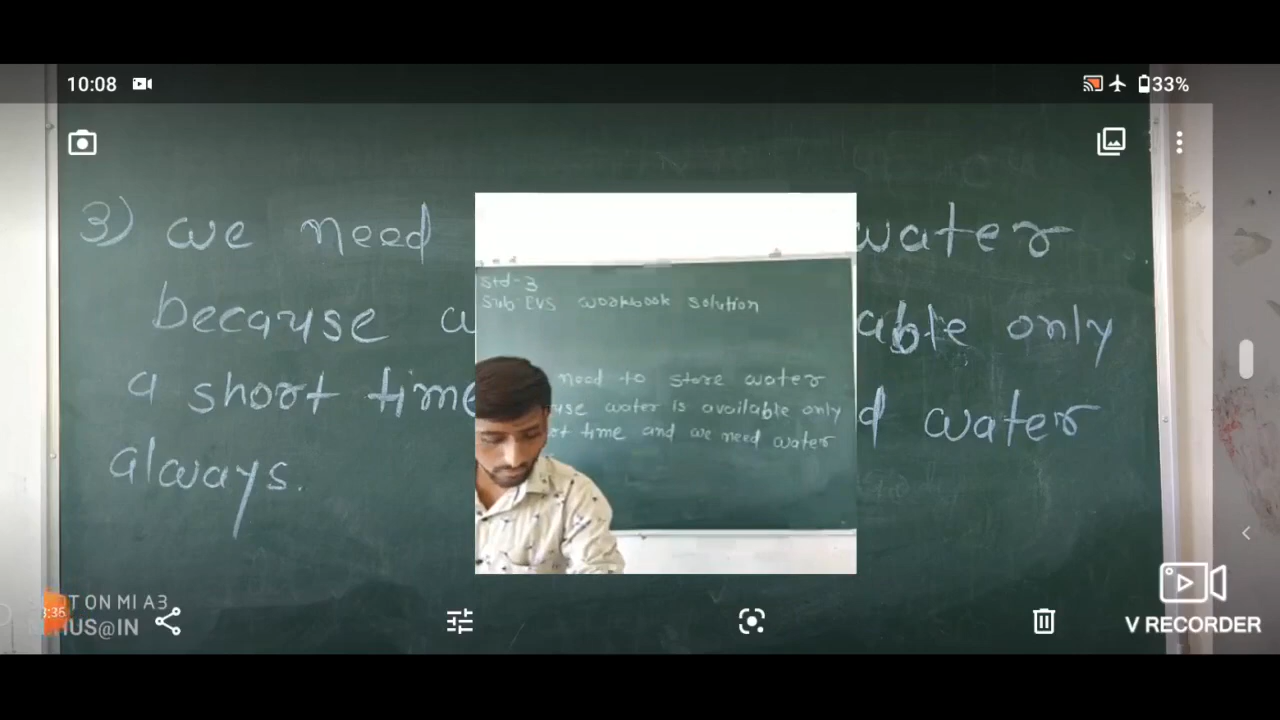 10:08
33%
3) we need water
because able only
a short time d water
always.
Std-3
Sub EVS workbook solution
need to store water
use water is available only
ot time and we need water
T ON MI A3
US@IN
V RECORDER